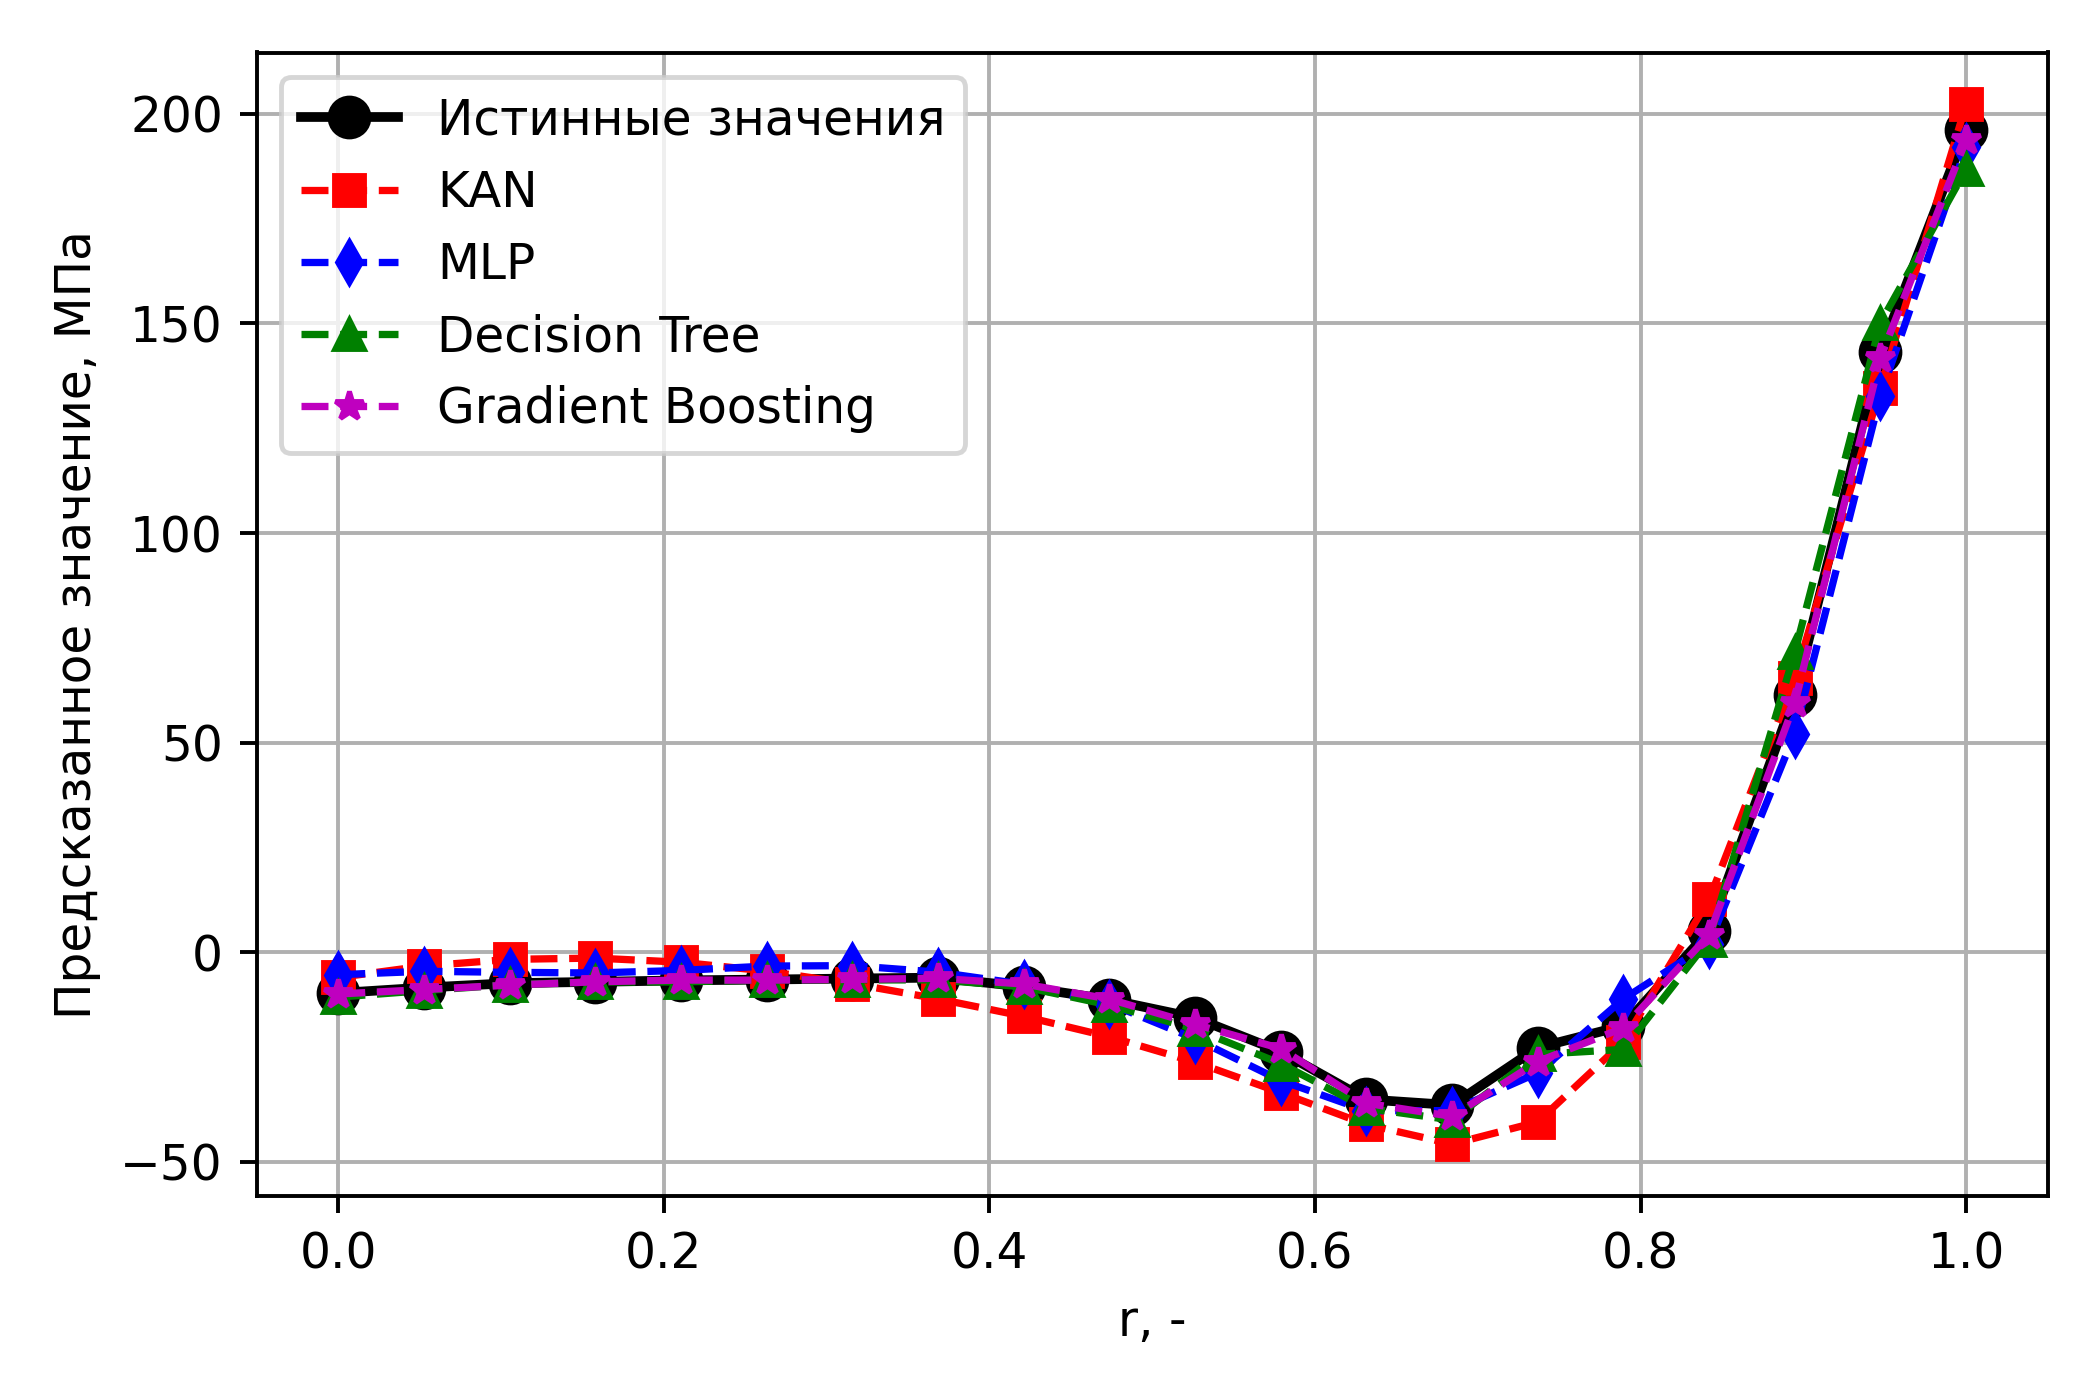 Истинные значения
KAN
MLP
Decision Tree
Gradient Boosting
Предсказанное значение, МПа
200
150
100
50
0
−50
0.0 0.2 0.4 0.6 0.8 1.0
r, -